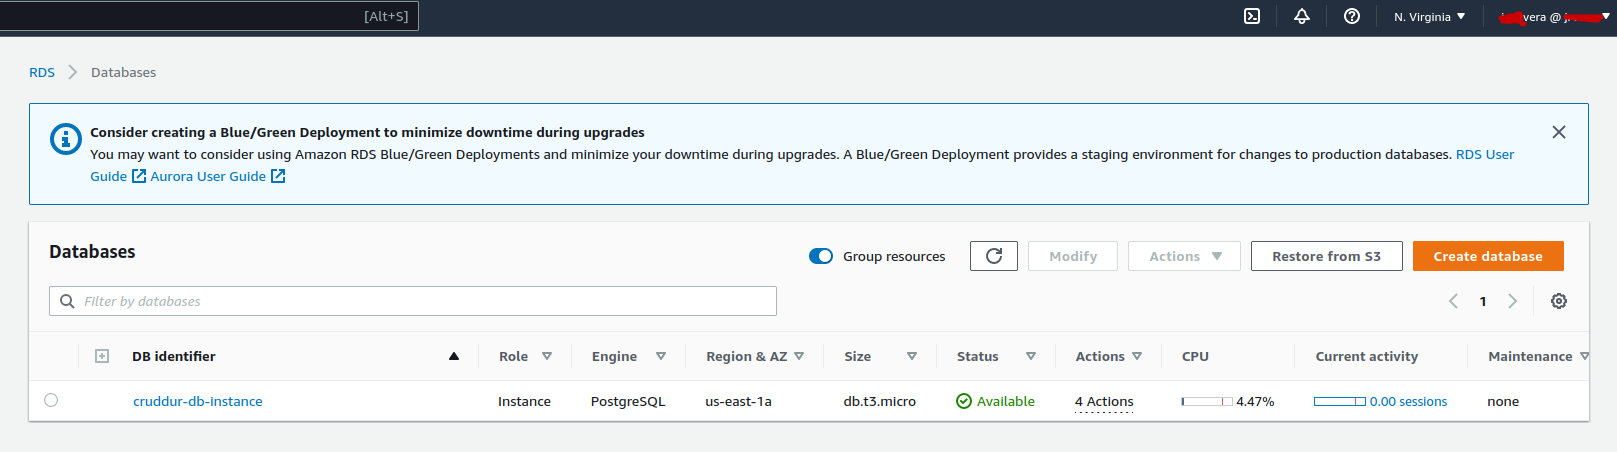 [Alt+S]
N. Virginia
vera @
RDS
Databases
Consider creating a Blue/Green Deployment to minimize downtime during upgrades
You may want to consider using Amazon RDS Blue/Green Deployments and minimize your downtime during upgrades. A Blue/Green Deployment provides a staging environment for changes to production databases. RDS User
Guide Aurora User Guide
Databases
Group resources
Modify
Actions
Restore from S3
Create database
Filter by databases
1
DB identifier Role Engine Region & AZ Size Status Actions CPU Current activity Maintenance
cruddur-db-instance Instance PostgreSQL us-east-1a db.t3.micro Available 4 Actions 4.47% 0.00 sessions none